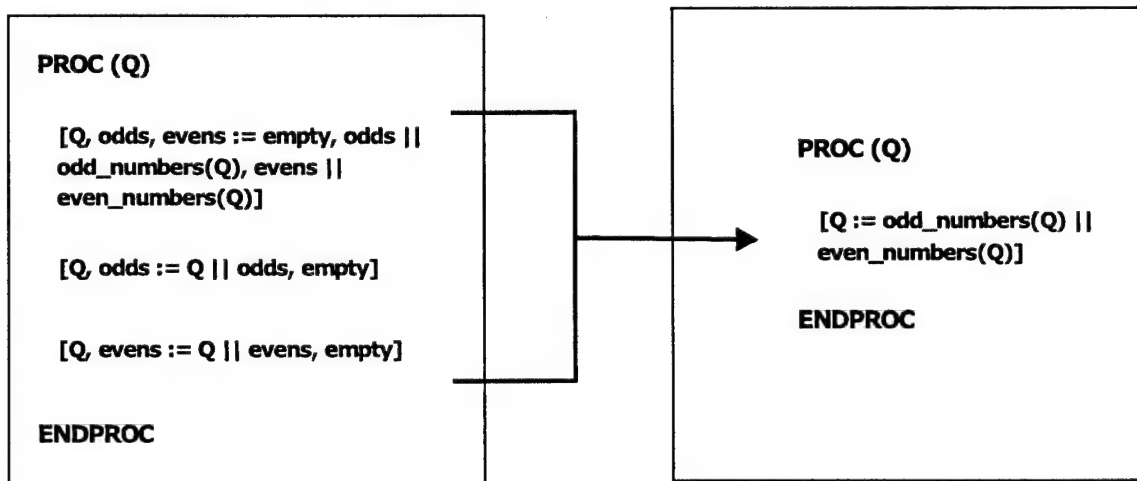 PROC (Q)
[Q, odds, evens := empty, odds ||
odd_numbers(Q), evens ||
even_numbers(Q)]
[Q, odds := Q || odds, empty]
[Q, evens := Q || evens, empty]
ENDPROC
PROC (Q)
[Q := odd_numbers(Q) ||
even_numbers(Q)]
ENDPROC